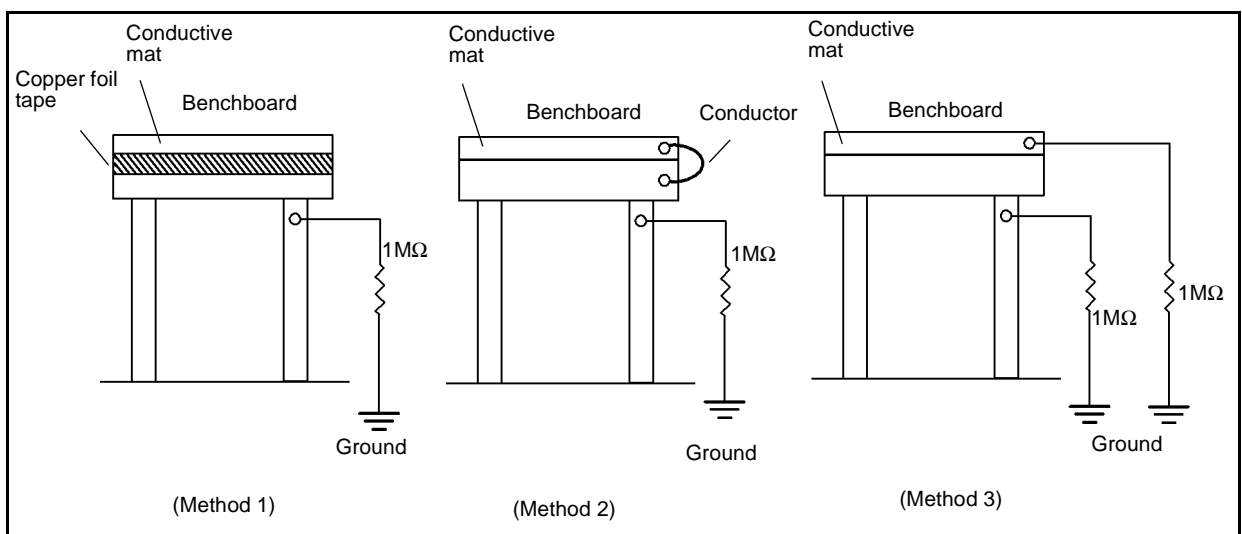 Conductive
mat
Copper foil
tape
Benchboard
1MΩ
Ground
(Method 1)
Conductive
mat
Benchboard
Conductor
1MΩ
Ground
(Method 2)
Conductive
mat
Benchboard
1MΩ
1MΩ
Ground
(Method 3)